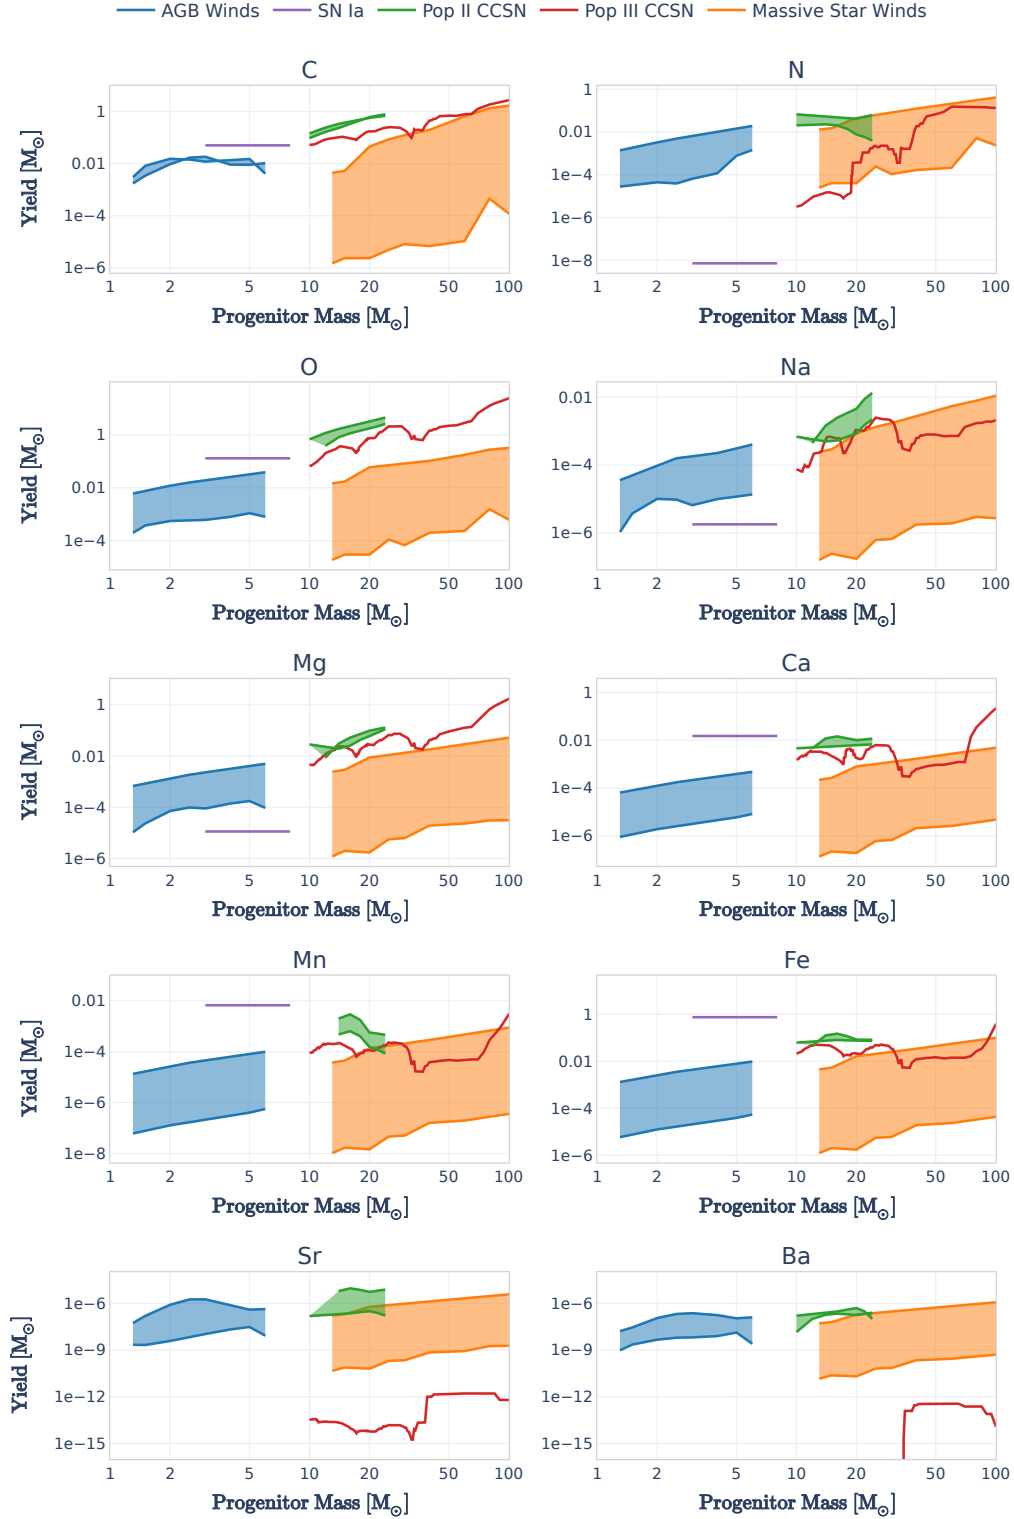 AGB Winds SN Ia Pop II CCSN Pop III CCSN Massive Star Winds
C
Yield [M⊙]
1
0.01
1e−4
1e−6
1 2 5 10 20 50 100
Progenitor Mass [M⊙]
N
1
0.01
1e−4
1e−6
1e−8
1 2 5 10 20 50 100
Progenitor Mass [M⊙]
O
Yield [M⊙]
1
0.01
1e−4
1 2 5 10 20 50 100
Progenitor Mass [M⊙]
Na
0.01
1e−4
1e−6
1 2 5 10 20 50 100
Progenitor Mass [M⊙]
Mg
Yield [M⊙]
1
0.01
1e−4
1e−6
1 2 5 10 20 50 100
Progenitor Mass [M⊙]
Ca
1
0.01
1e−4
1e−6
1 2 5 10 20 50 100
Progenitor Mass [M⊙]
Mn
Yield [M⊙]
0.01
1e−4
1e−6
1e−8
1 2 5 10 20 50 100
Progenitor Mass [M⊙]
Fe
1
0.01
1e−4
1e−6
1 2 5 10 20 50 100
Progenitor Mass [M⊙]
Sr
Yield [M⊙]
1e−6
1e−9
1e−12
1e−15
1 2 5 10 20 50 100
Progenitor Mass [M⊙]
Ba
1e−6
1e−9
1e−12
1e−15
1 2 5 10 20 50 100
Progenitor Mass [M⊙]